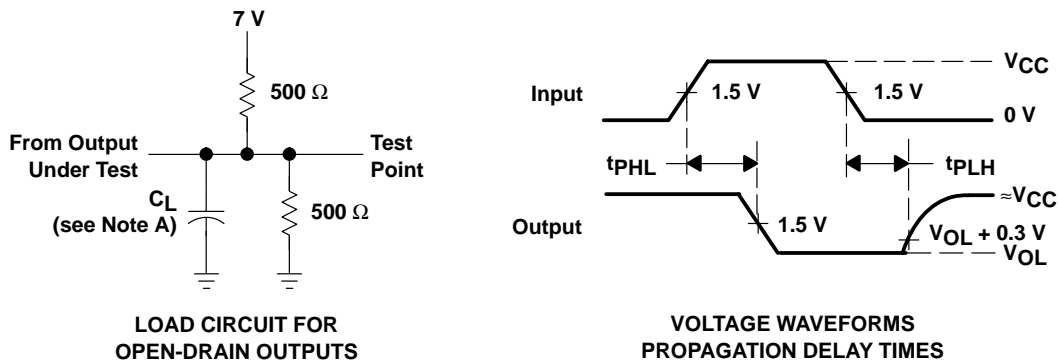 7 V
500 Ω
From Output
Under Test
Test
Point
CL
(see Note A)
500 Ω
LOAD CIRCUIT FOR
OPEN-DRAIN OUTPUTS
Input
1.5 V
1.5 V
VCC
0 V
tPHL
tPLH
Output
1.5 V
≈VCC
VOL + 0.3 V
VOL
VOLTAGE WAVEFORMS
PROPAGATION DELAY TIMES